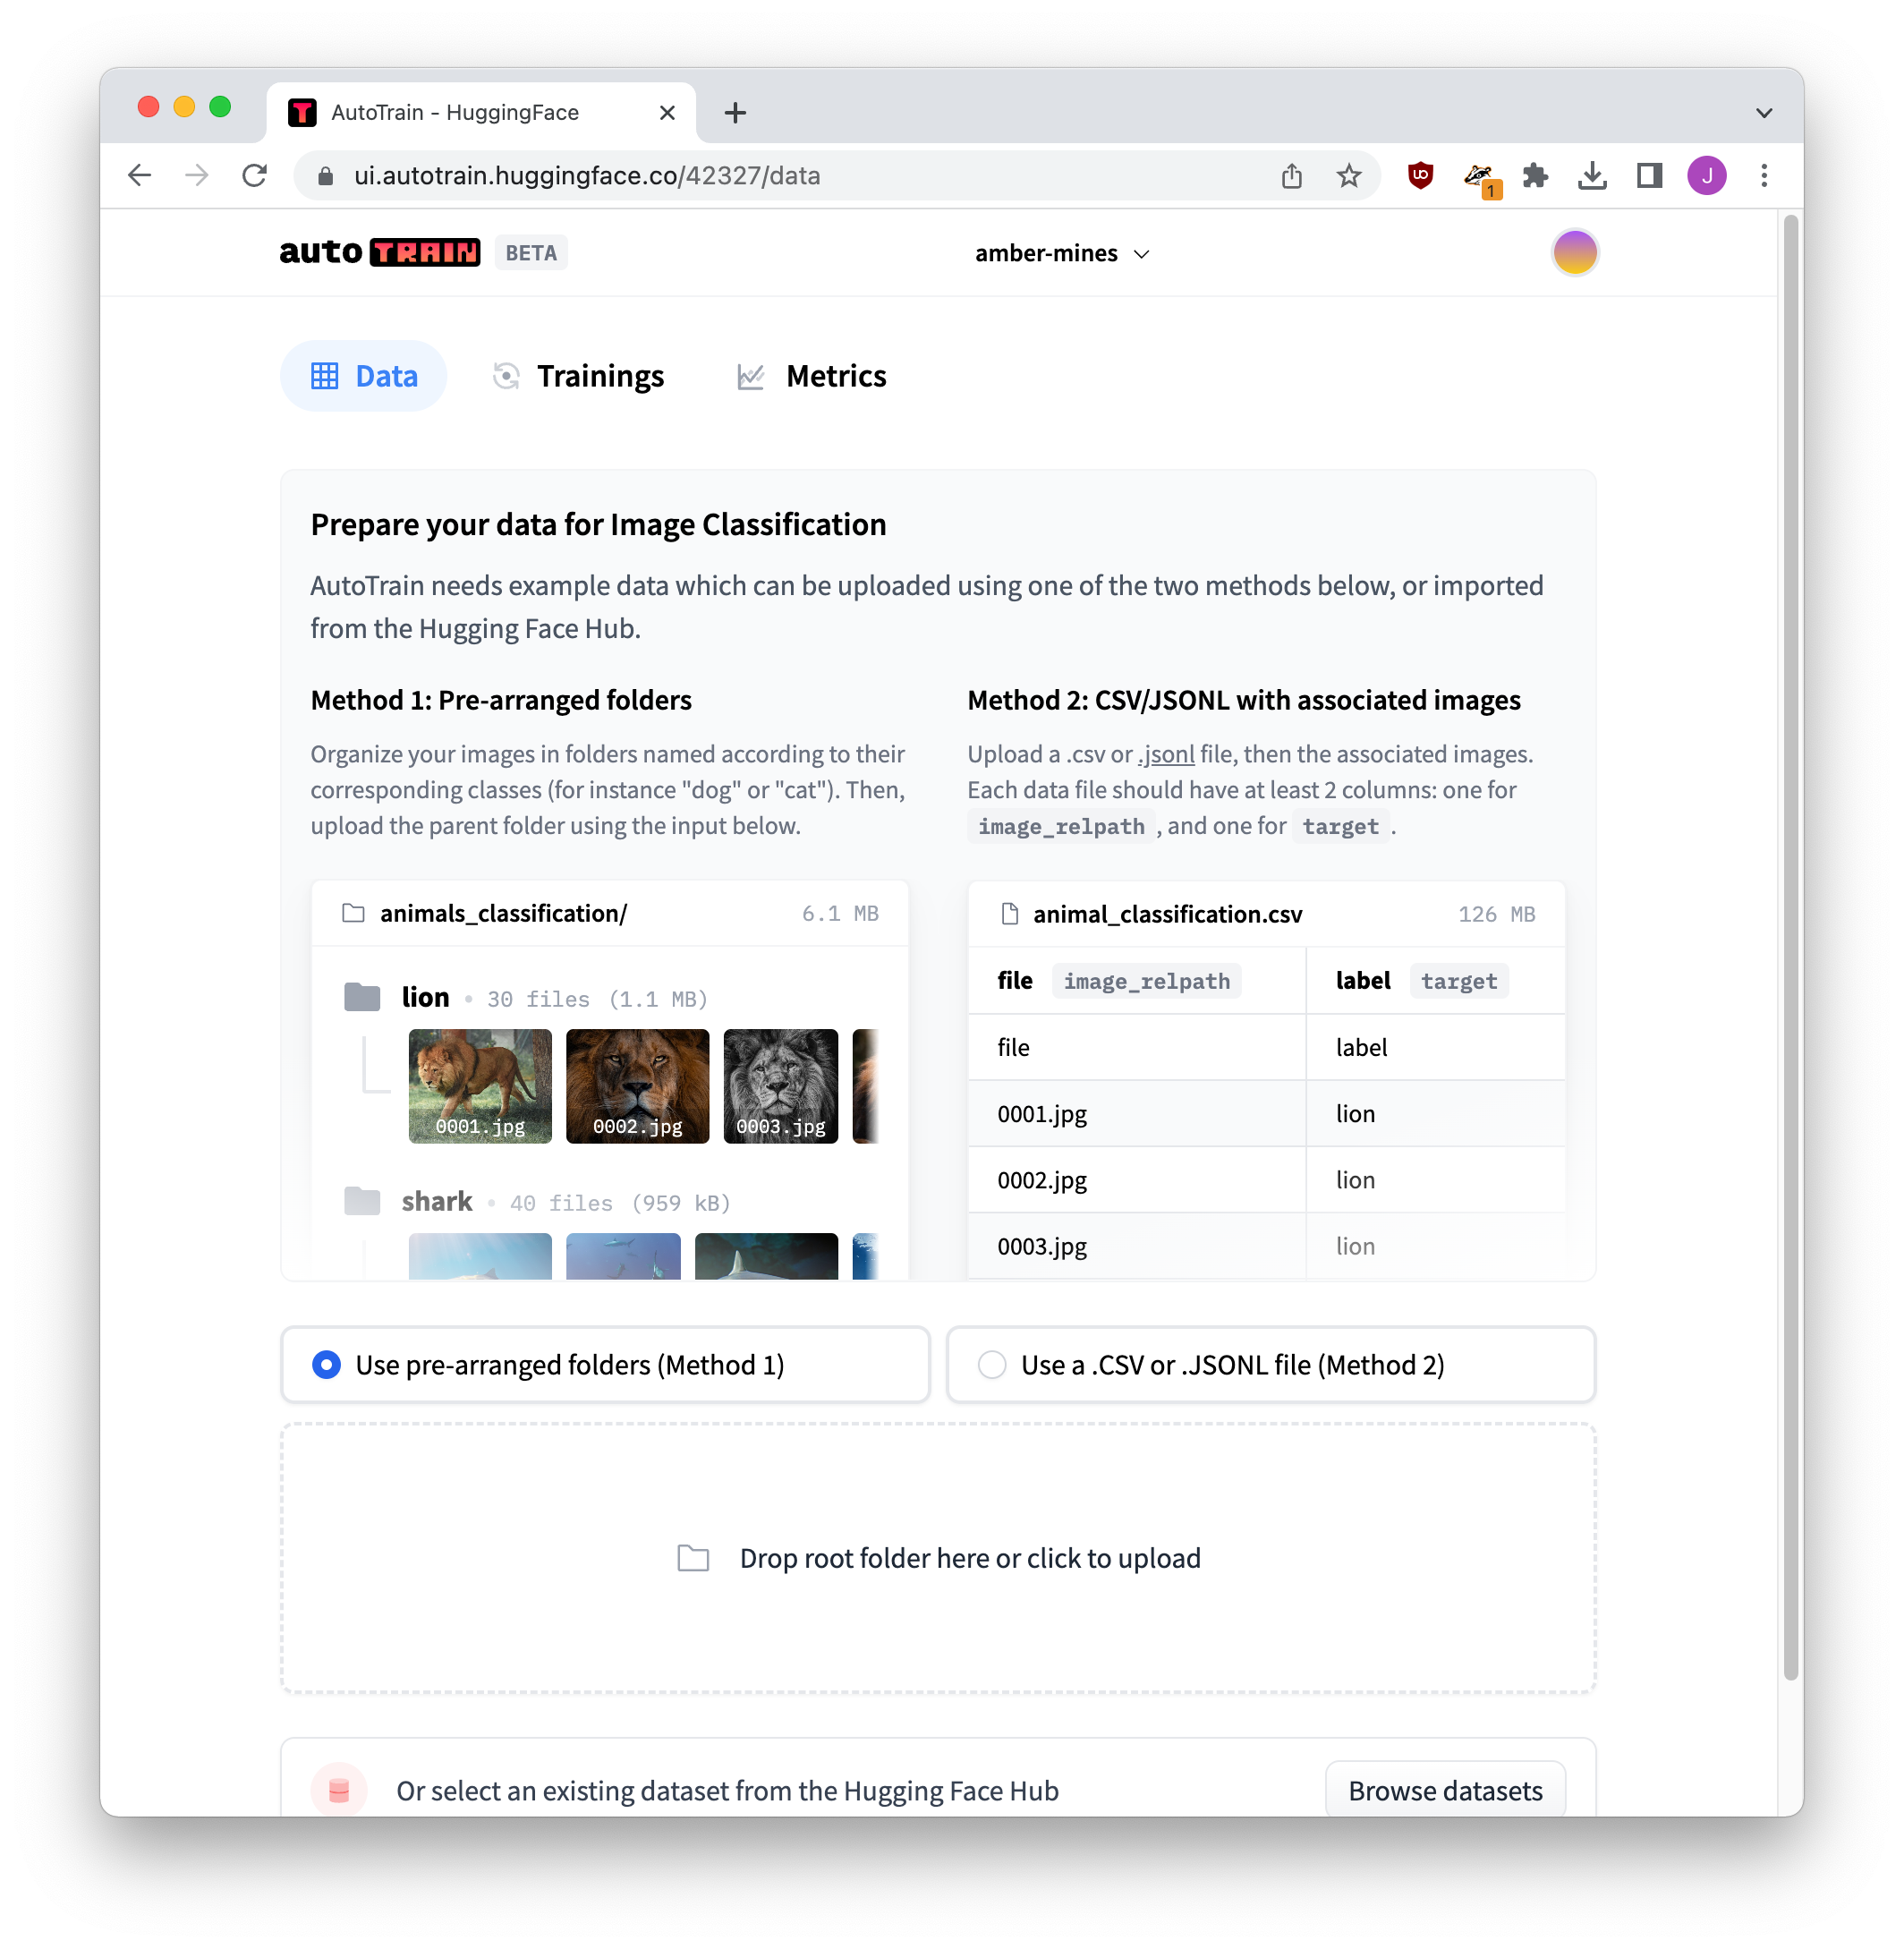 AutoTrain - HuggingFace
ui.autotrain.huggingface.co/42327/data
1
J
auto TRAIN BETA
amber-mines
Data Trainings Metrics
Prepare your data for Image Classification
AutoTrain needs example data which can be uploaded using one of the two methods below, or imported
from the Hugging Face Hub.
Method 1: Pre-arranged folders
Organize your images in folders named according to their
corresponding classes (for instance "dog" or "cat"). Then,
upload the parent folder using the input below.
animals_classification/ 6.1 MB
lion • 30 files (1.1 MB)
0001.jpg 0002.jpg 0003.jpg
shark • 40 files (959 kB)
Method 2: CSV/JSONL with associated images
Upload a .csv or .jsonl file, then the associated images.
Each data file should have at least 2 columns: one for
image_relpath , and one for target .
animal_classification.csv 126 MB
file image_relpath label target
file label
0001.jpg lion
0002.jpg lion
0003.jpg lion
Use pre-arranged folders (Method 1)
Use a .CSV or .JSONL file (Method 2)
Drop root folder here or click to upload
Or select an existing dataset from the Hugging Face Hub
Browse datasets